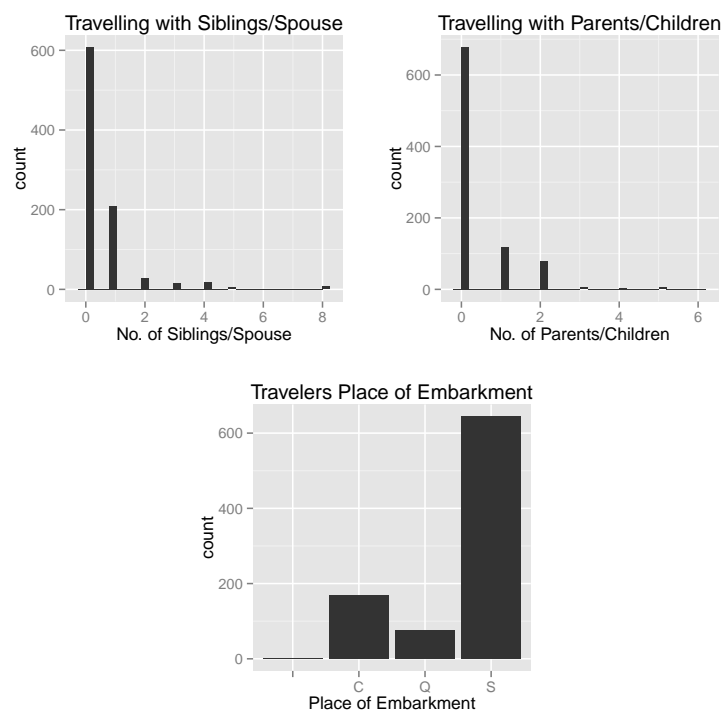 Travelling with Siblings/Spouse
600
400
200
0
count
0 2 4 6 8
No. of Siblings/Spouse
Travelling with Parents/Children
600
400
200
0
count
0 2 4 6
No. of Parents/Children
Travelers Place of Embarkment
600
400
200
0
count
C Q S
Place of Embarkment